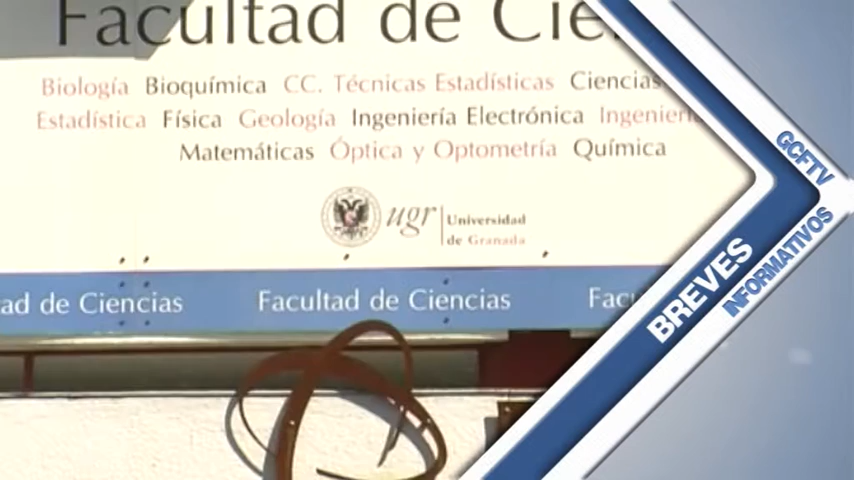 Facultad de Cie
Biología Bioquímica CC. Técnicas Estadísticas Ciencias
Estadística Física Geología Ingeniería Electrónica Ingeniería
Matemáticas Óptica y Optometría Química
ugr Universidad
de Granada
ad de Ciencias Facultad de Ciencias Facu
BREVES
GCFTV
INFORMATIVOS